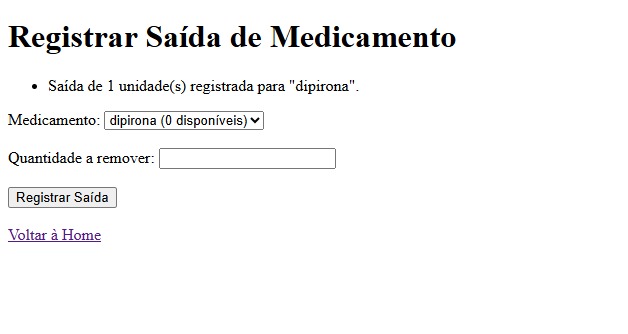 Registrar Saída de Medicamento
Saída de 1 unidade(s) registrada para "dipirona".
Medicamento: dipirona (0 disponíveis)
Quantidade a remover:
Registrar Saída
Voltar à Home